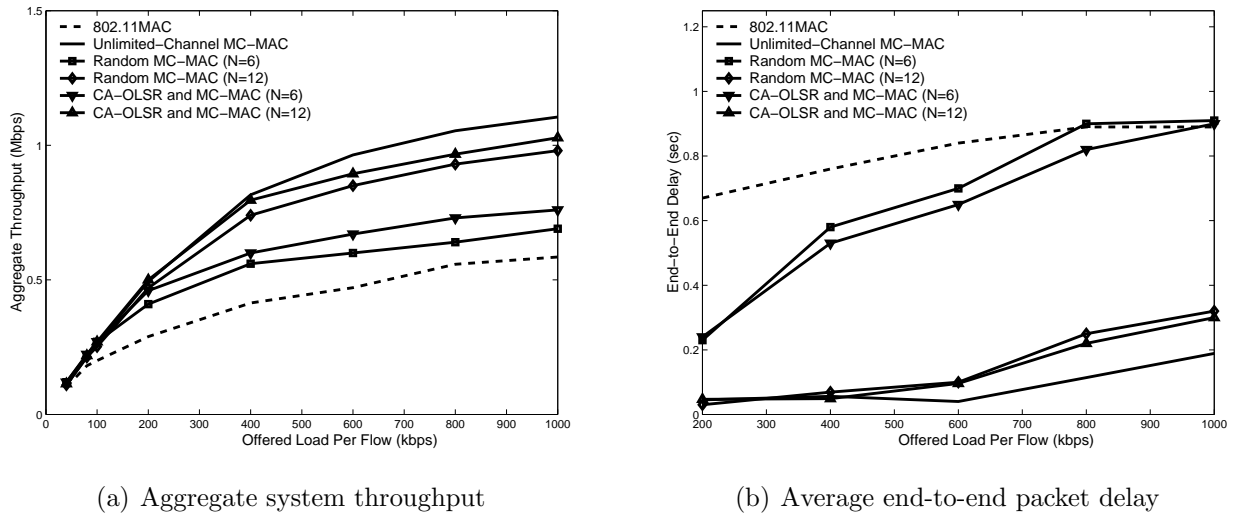 802.11MAC
Unlimited−Channel MC−MAC
Random MC−MAC (N=6)
Random MC−MAC (N=12)
CA−OLSR and MC−MAC (N=6)
CA−OLSR and MC−MAC (N=12)
1.5
1
0.5
0
Aggregate Throughput (Mbps)
0 100 200 300 400 500 600 700 800 900 1000
Offered Load Per Flow (kbps)
(a) Aggregate system throughput
802.11MAC
Unlimited−Channel MC−MAC
Random MC−MAC (N=6)
Random MC−MAC (N=12)
CA−OLSR and MC−MAC (N=6)
CA−OLSR and MC−MAC (N=12)
1.2
1
0.8
0.6
0.4
0.2
0
End−to−End Delay (sec)
200 300 400 500 600 700 800 900 1000
Offered Load Per Flow (kbps)
(b) Average end-to-end packet delay